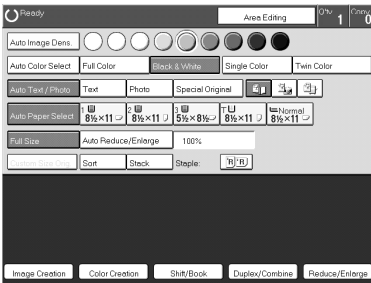 Ready Area Editing Q'ty 1 Copy 0
Auto Image Dens.
Auto Color Select Full Color Black & White Single Color Twin Color
Auto Text / Photo Text Photo Special Original
Auto Paper Select 1 8½×11 2 8½×11 3 5½×8½ T 8½×11 Normal 8½×11
Full Size Auto Reduce/Enlarge 100%
Custom Size Orig. Sort Stack Staple: R R
Image Creation Color Creation Shift/Book Duplex/Combine Reduce/Enlarge